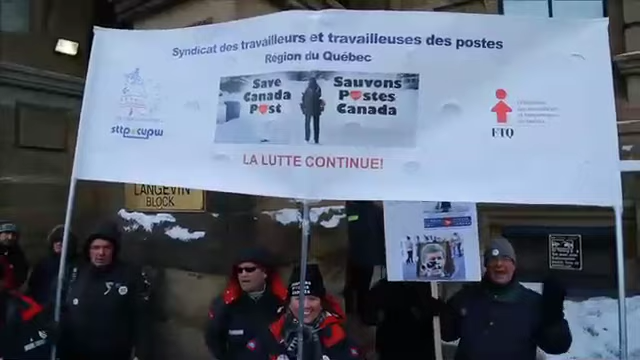 Syndicat des travailleurs et travailleuses des postes
Région du Québec
Save
Canada
Post
Sauvons
Postes
Canada
sttp cupw
FTQ
LA LUTTE CONTINUE!
LANGEVIN
BLOCK